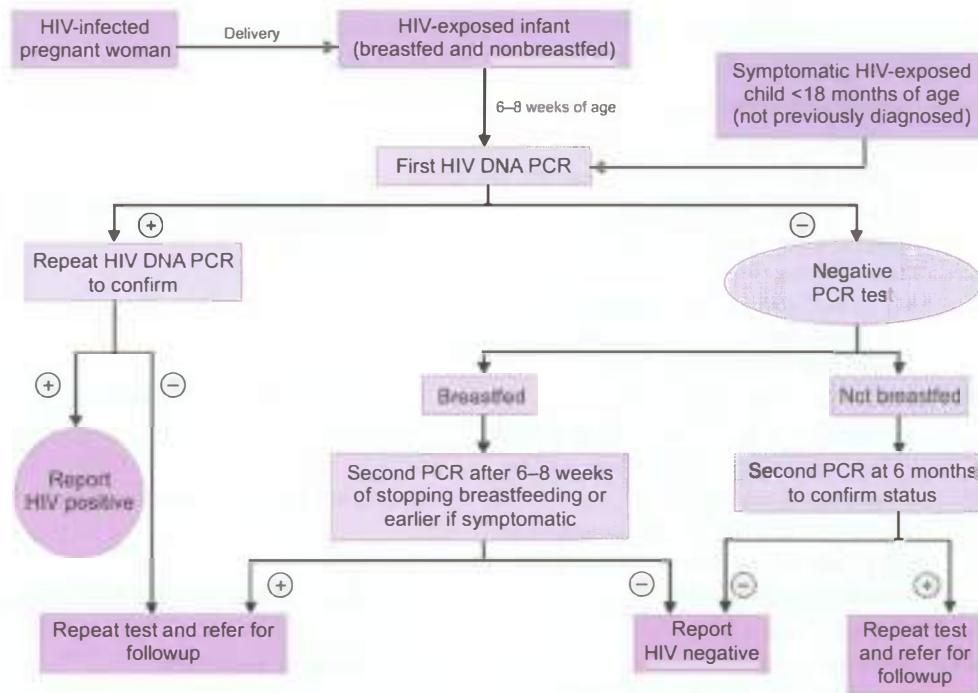 HIV-infected
pregnant woman
Delivery
HIV-exposed infant
(breastfed and nonbreastfed)
Symptomatic HIV-exposed
child <18 months of age
(not previously diagnosed)
6–8 weeks of age
First HIV DNA PCR
+
−
Repeat HIV DNA PCR
to confirm
Negative
PCR test
+
−
Breastfed
Not breastfed
Report
HIV positive
Second PCR after 6–8 weeks
of stopping breastfeeding or
earlier if symptomatic
Second PCR at 6 months
to confirm status
+
−
−
+
Repeat test and refer for
followup
Report
HIV negative
Repeat test
and refer for
followup